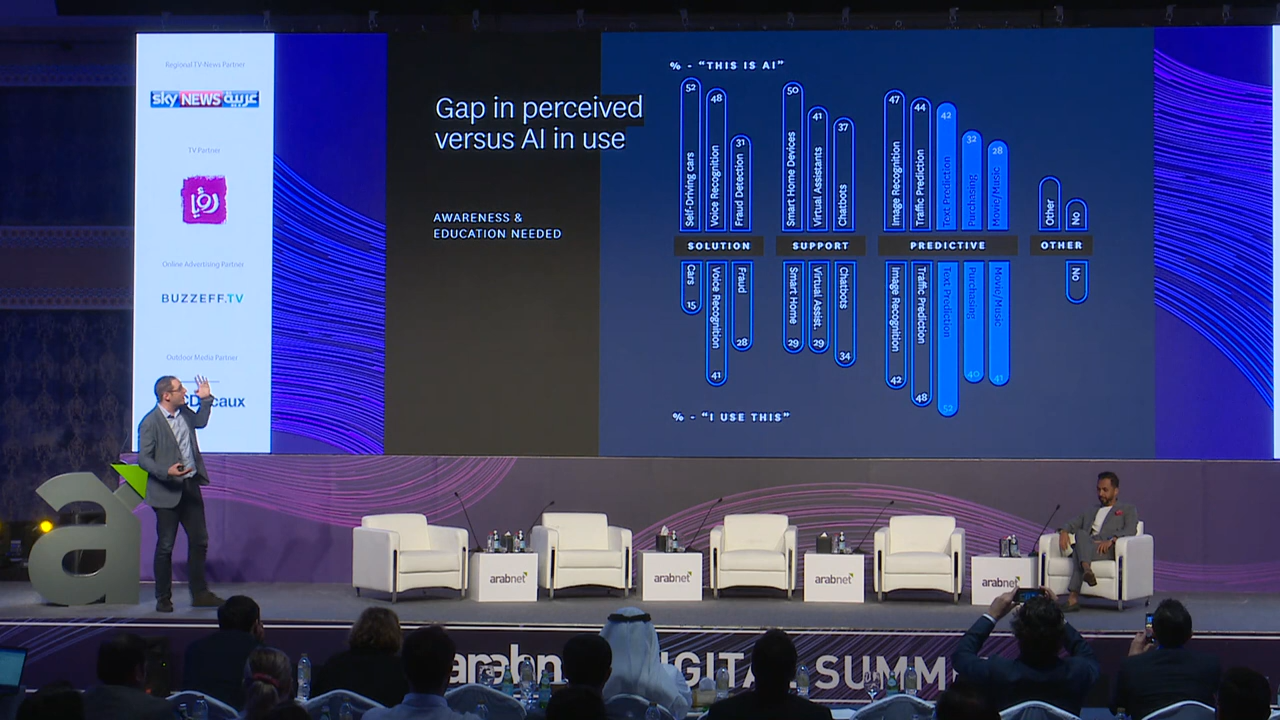 Regional TV-News Partner
sky NEWS عربية
TV Partner
رؤيا
Online Advertising Partner
BUZZEFF.TV
Outdoor Media Partner
caux
Gap in perceived
versus AI in use
AWARENESS &
EDUCATION NEEDED
% - "THIS IS AI"
52 Self-Driving cars
48 Voice Recognition
31 Fraud Detection
50 Smart Home Devices
41 Virtual Assistants
37 Chatbots
47 Image Recognition
44 Traffic Prediction
42 Text Prediction
32 Purchasing
28 Movie/Music
Other
No
SOLUTION
SUPPORT
PREDICTIVE
OTHER
Cars 15
Voice Recognition 41
Fraud 28
Smart Home 29
Virtual Assist. 29
Chatbots 34
Image Recognition 42
Traffic Prediction 48
Text Prediction 52
Purchasing 40
Movie/Music 41
No
% - "I USE THIS"
a
arabnet
arabnet
arabnet
arabnet
arabn DIGITAL SUMM